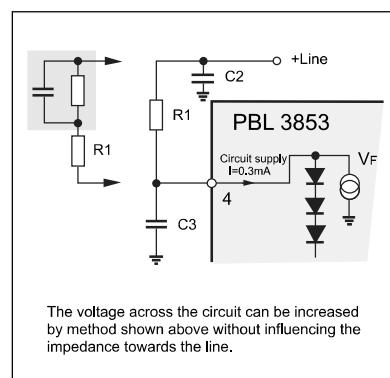 +Line
C2
R1
PBL 3853
R1
Circuit supply
I=0.3mA
VF
4
C3
The voltage across the circuit can be increased
by method shown above without influencing the
impedance towards the line.